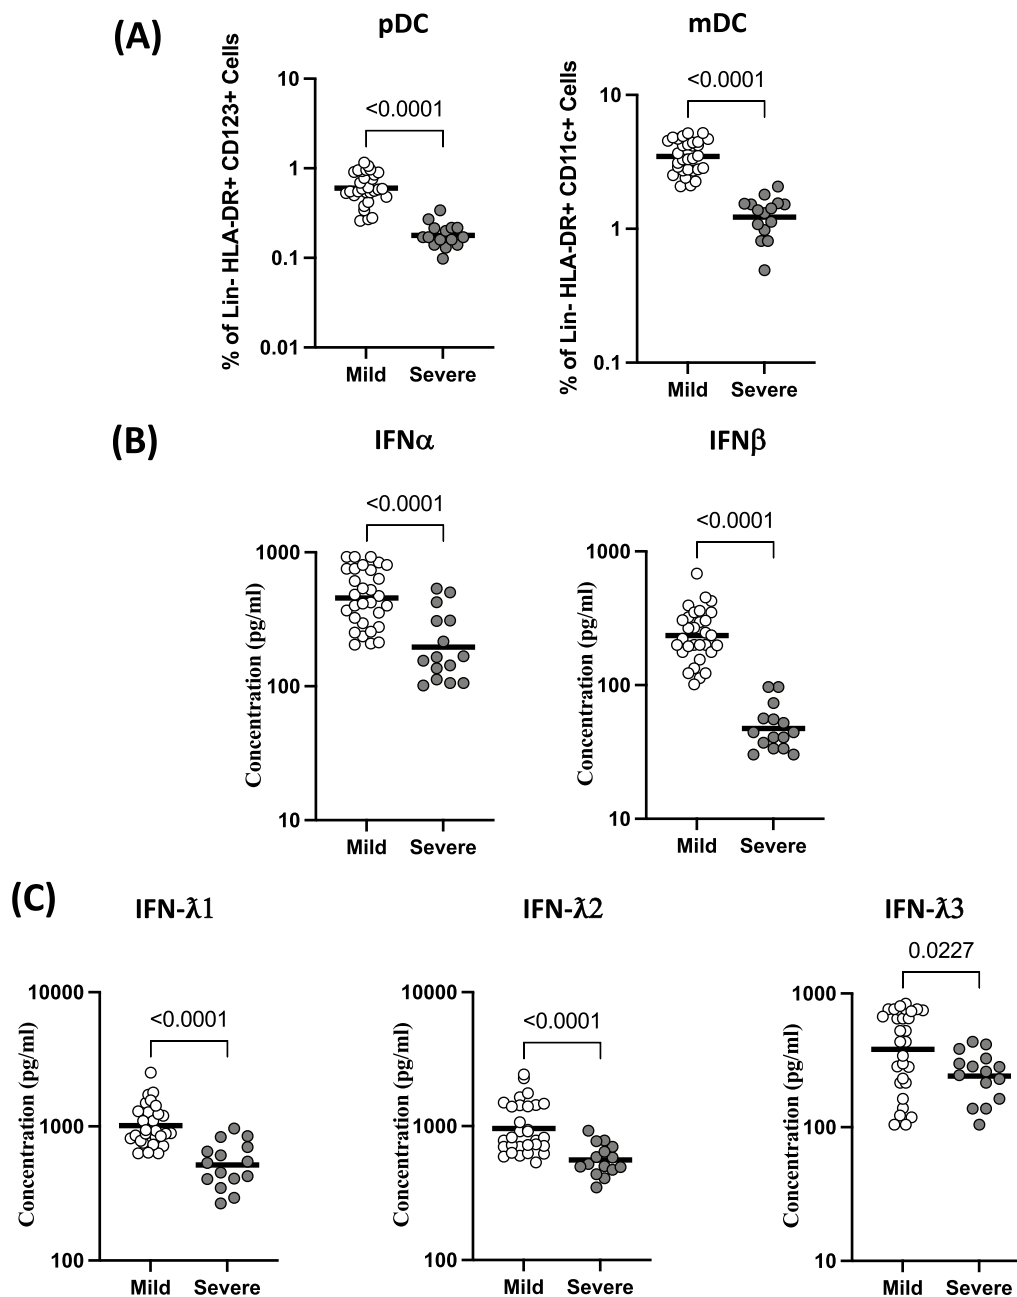 (A)
pDC
mDC
% of Lin- HLA-DR+ CD123+ Cells
10
1
0.1
0.01
<0.0001
Mild Severe
% of Lin- HLA-DR+ CD11c+ Cells
10
1
0.1
<0.0001
Mild Severe
(B)
IFNα
IFNβ
Concentration (pg/ml)
1000
100
10
<0.0001
Mild Severe
Concentration (pg/ml)
1000
100
10
<0.0001
Mild Severe
(C)
IFN-ƛ1
IFN-ƛ2
IFN-ƛ3
Concentration (pg/ml)
10000
1000
100
<0.0001
Mild Severe
Concentration (pg/ml)
10000
1000
100
<0.0001
Mild Severe
Concentration (pg/ml)
1000
100
10
0.0227
Mild Severe